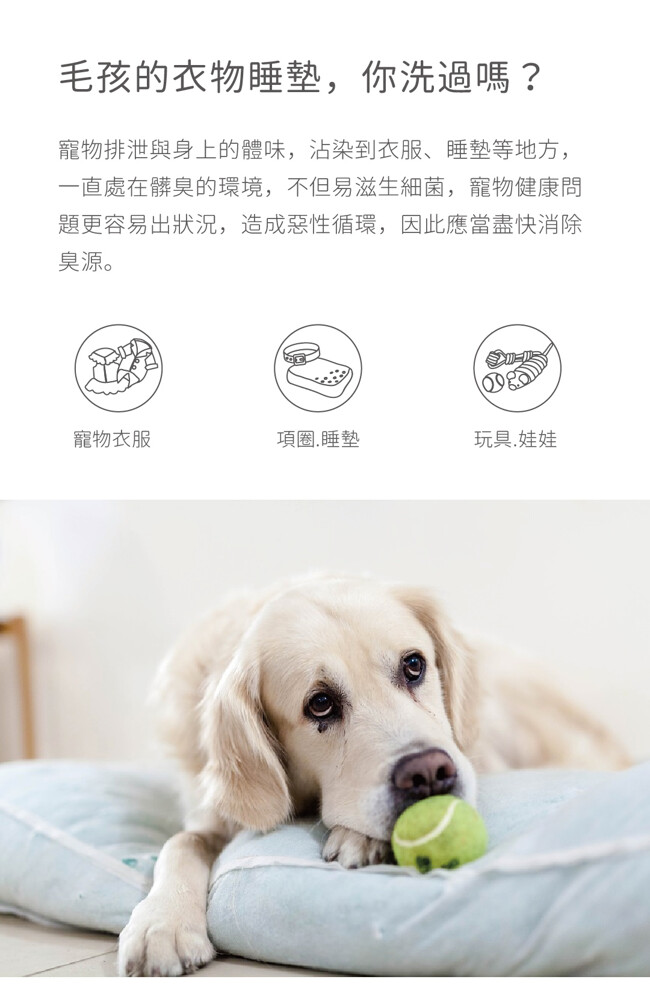 毛孩的衣物睡墊，你洗過嗎？
寵物排泄與身上的體味，沾染到衣服、睡墊等地方，
一直處在髒臭的環境，不但易滋生細菌，寵物健康問
題更容易出狀況，造成惡性循環，因此應當盡快消除
臭源。
寵物衣服
項圈.睡墊
玩具.娃娃